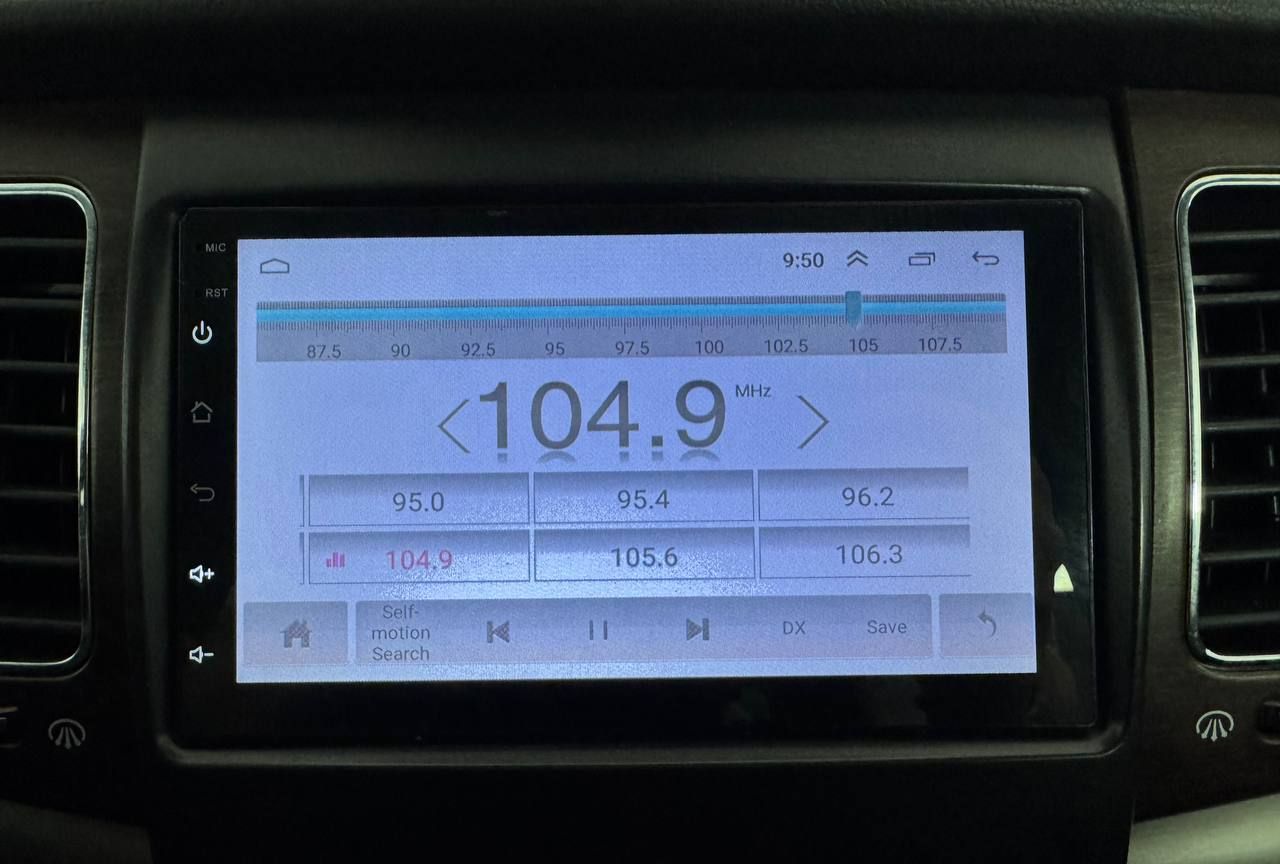 MIC
9:50
RST
87.5 90 92.5 95 97.5 100 102.5 105 107.5
104.9 MHz
95.0 95.4 96.2
104.9 105.6 106.3
Self-
motion
Search
DX Save